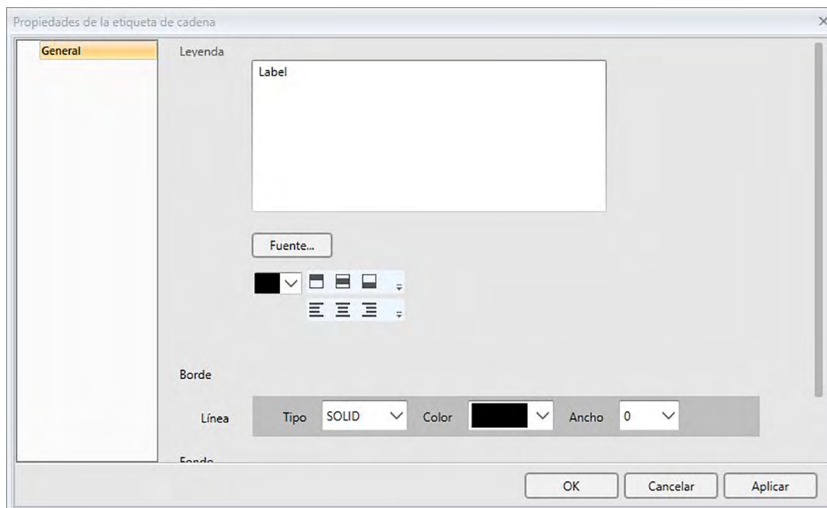 Propiedades de la etiqueta de cadena
General
Leyenda
Label
Fuente...
Borde
Línea Tipo SOLID Color Ancho 0
Fondo
OK Cancelar Aplicar